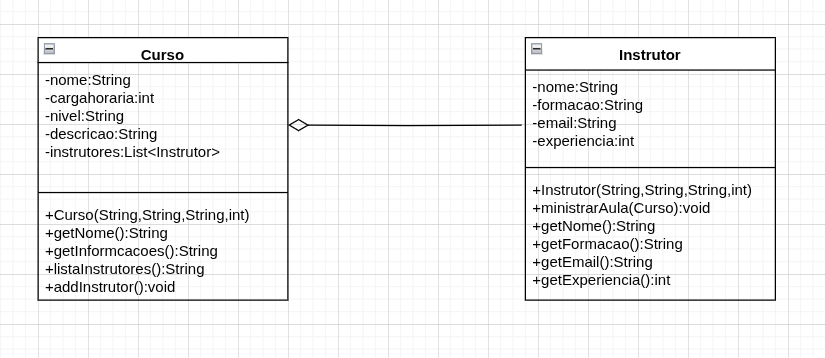 Curso
-nome:String
-cargahoraria:int
-nivel:String
-descricao:String
-instrutores:List<Instrutor>
+Curso(String,String,String,int)
+getNome():String
+getInformcacoes():String
+listaInstrutores():String
+addInstrutor():void
Instrutor
-nome:String
-formacao:String
-email:String
-experiencia:int
+Instrutor(String,String,String,int)
+ministrarAula(Curso):void
+getNome():String
+getFormacao():String
+getEmail():String
+getExperiencia():int